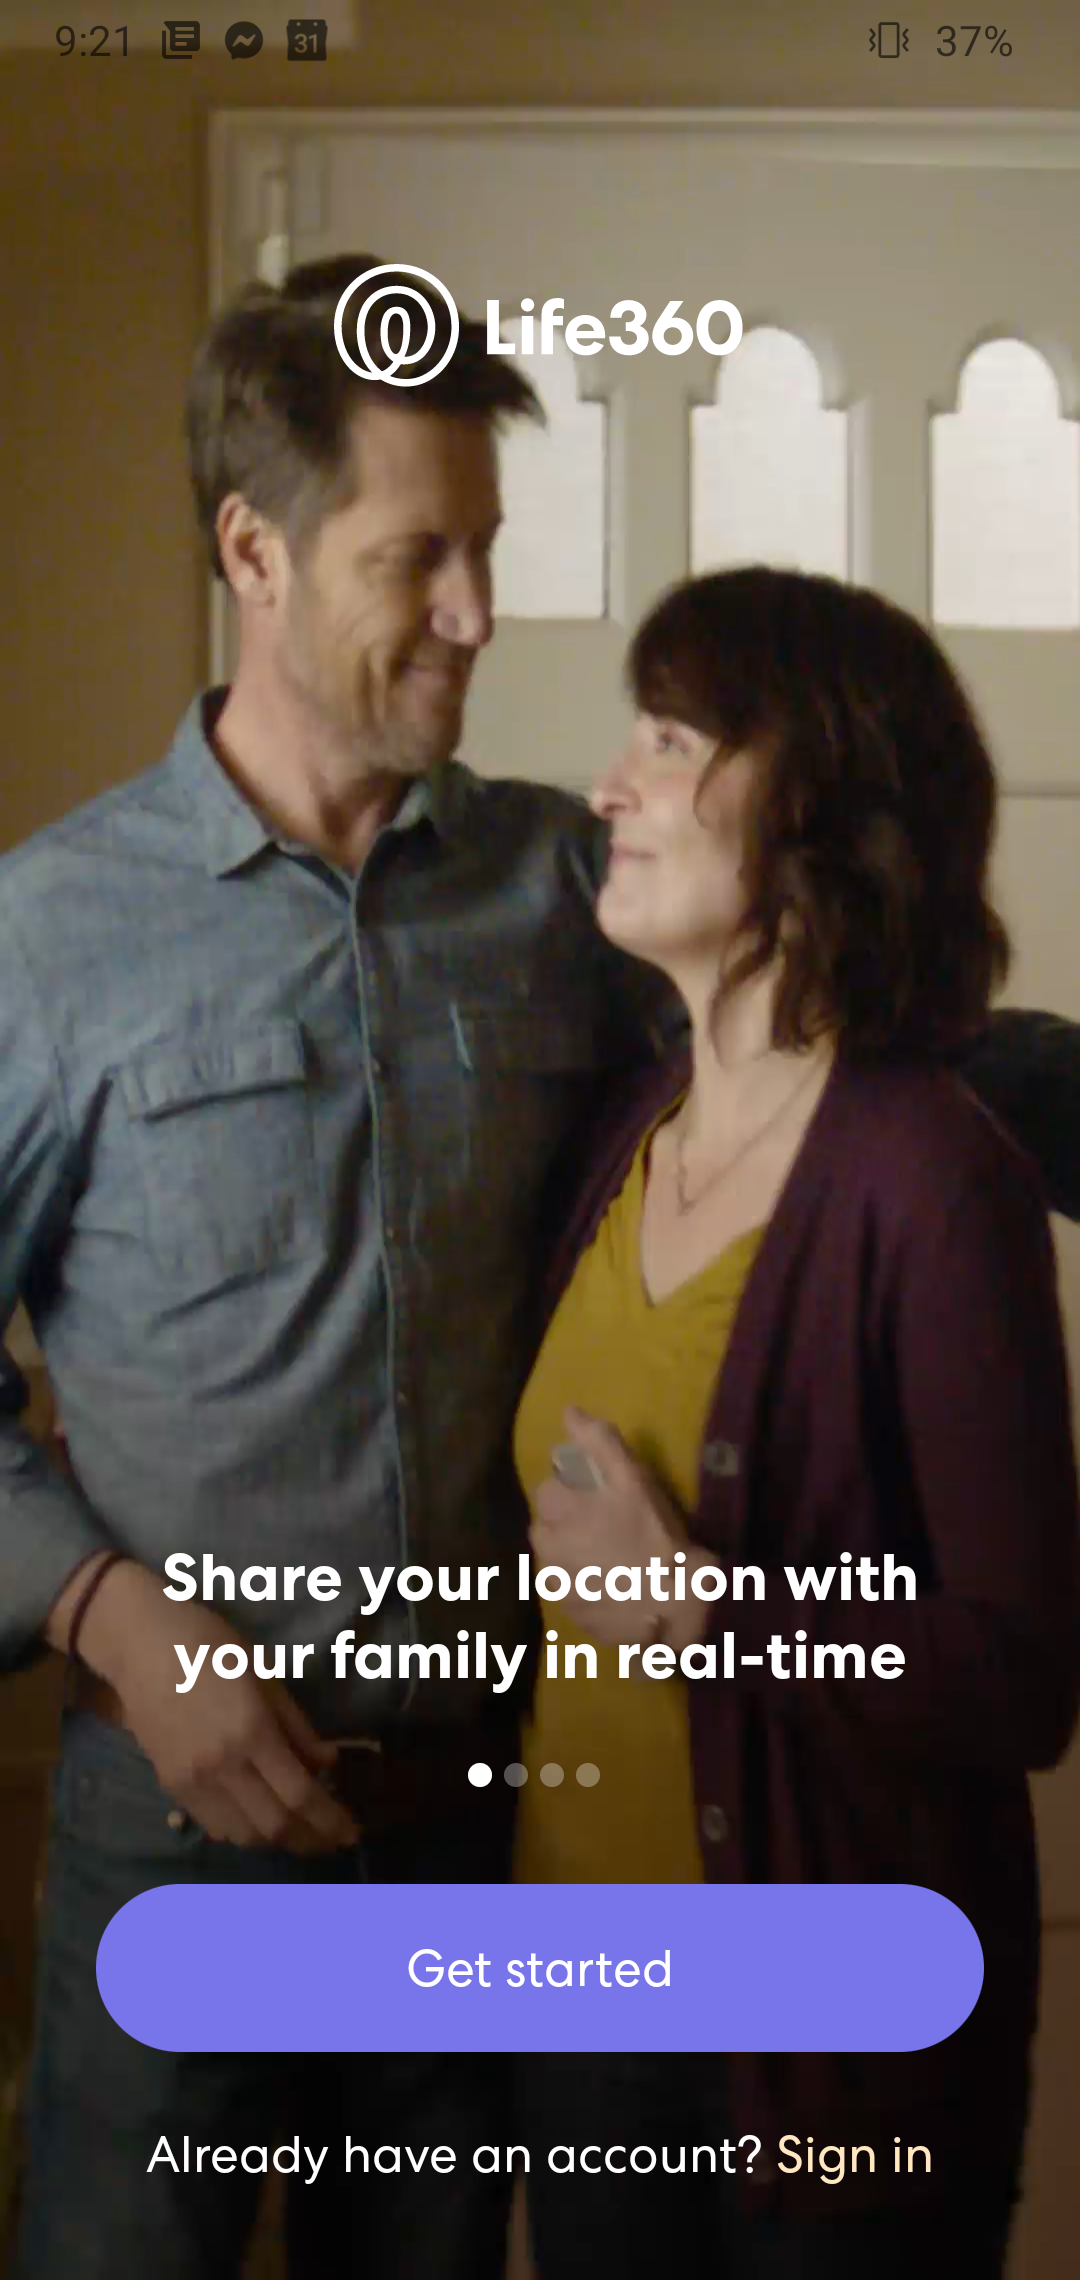 9:21 31 37%
Life360
Share your location with
your family in real-time
Get started
Already have an account? Sign in